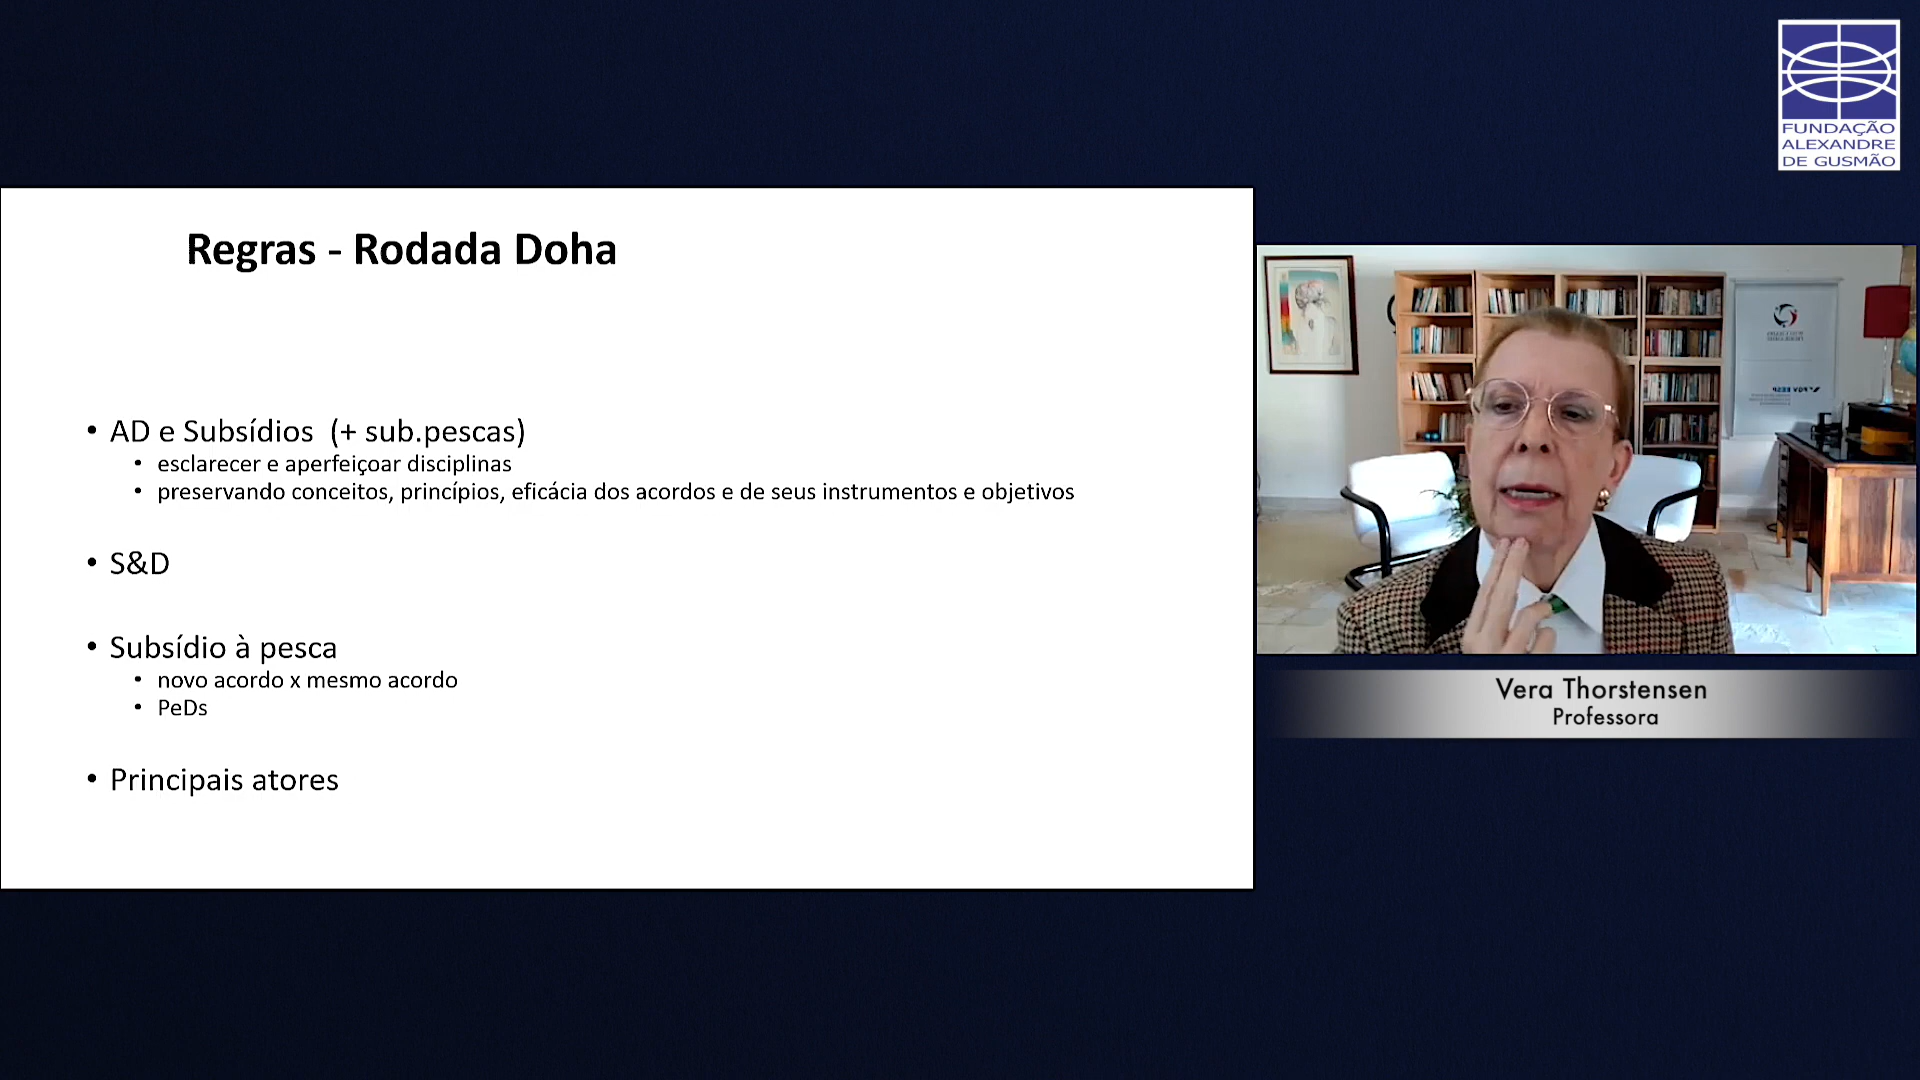 FUNDAÇÃO
ALEXANDRE
DE GUSMÃO
Regras - Rodada Doha
• AD e Subsídios (+ sub.pescas)
• esclarecer e aperfeiçoar disciplinas
• preservando conceitos, princípios, eficácia dos acordos e de seus instrumentos e objetivos
• S&D
• Subsídio à pesca
• novo acordo x mesmo acordo
• PeDs
• Principais atores
Vera Thorstensen
Professora